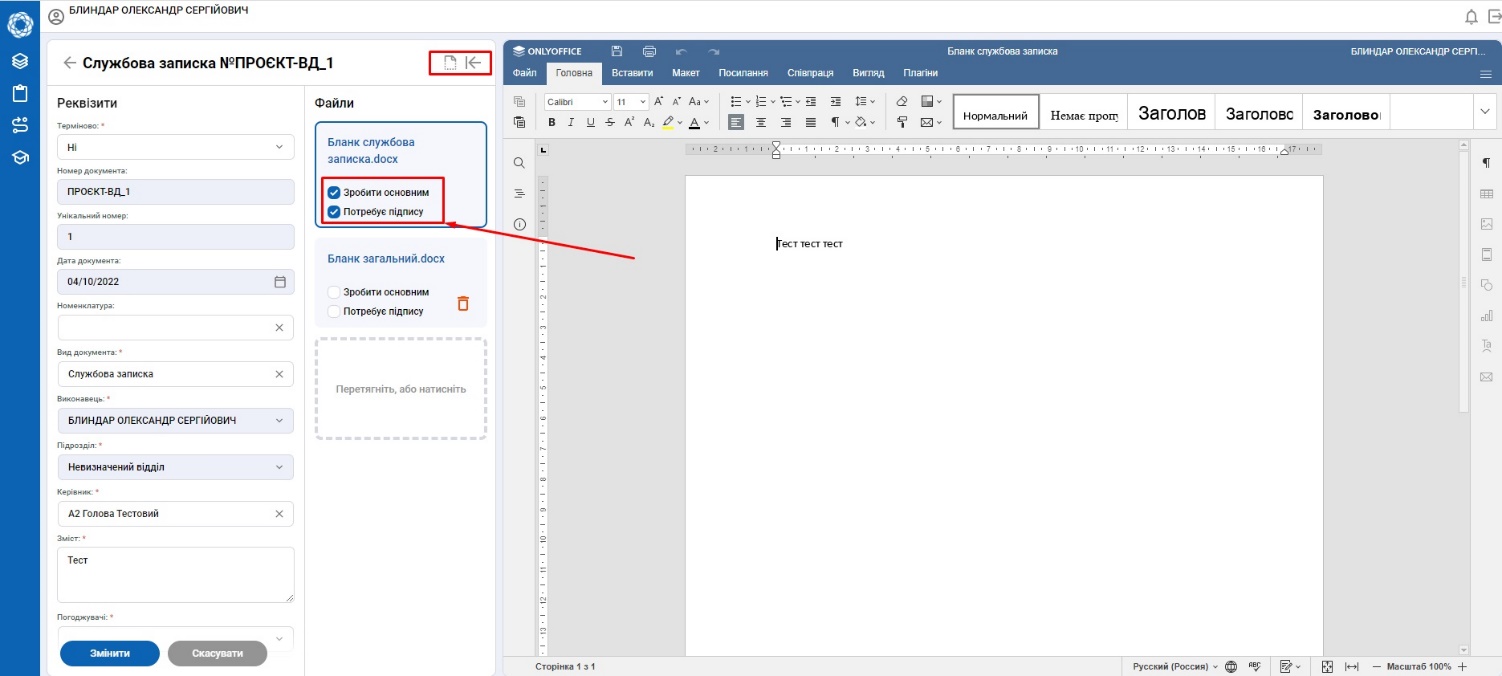 БЛИНДАР ОЛЕКСАНДР СЕРГІЙОВИЧ
Службова записка №ПРОЄКТ-ВД_1
Реквізити
Терміново: *
Ні
Номер документа:
ПРОЄКТ-ВД_1
Унікальний номер:
1
Дата документа:
04/10/2022
Номенклатура:
Вид документа: *
Службова записка
Виконавець: *
БЛИНДАР ОЛЕКСАНДР СЕРГІЙОВИЧ
Підрозділ: *
Невизначений відділ
Керівник: *
А2 Голова Тестовий
Зміст: *
Тест
Погоджувачі: *
Змінити Скасувати
Файли
Бланк службова
записка.docx
Зробити основним
Потребує підпису
Бланк загальний.docx
Зробити основним
Потребує підпису
Перетягніть, або натисніть
ONLYOFFICE Бланк службова записка БЛИНДАР ОЛЕКСАНДР СЕРГІ...
Файл Головна Вставити Макет Посилання Співпраця Вигляд Плагіни
Calibri 11
Нормальний Немає проп Заголов Заголово Заголово
Тест тест тест
Сторінка 1 з 1 Русский (Россия) Масштаб 100%